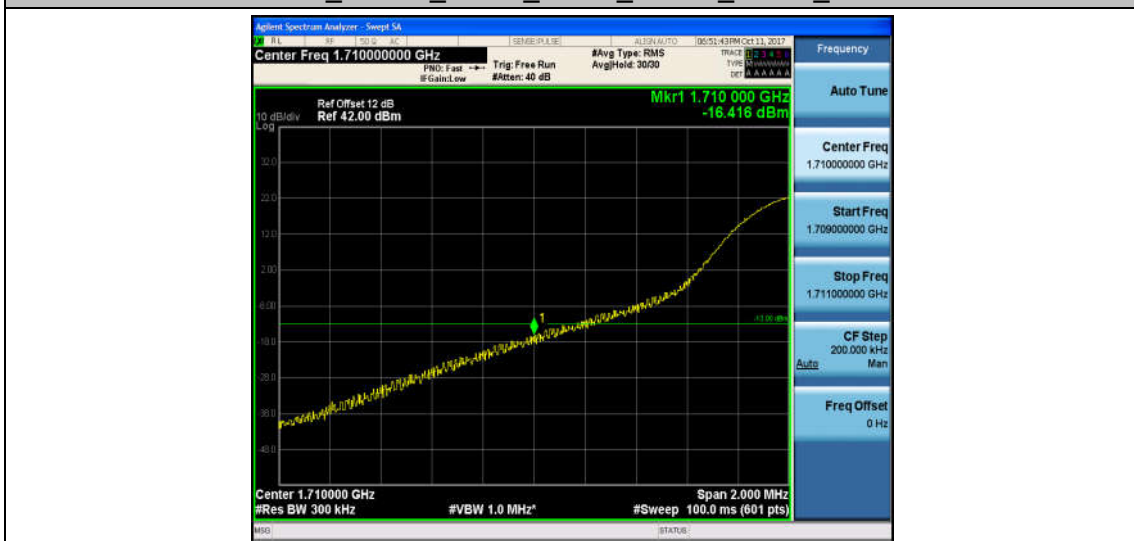 Agilent Spectrum Analyzer - Swept SA
RL RF 50 Ω AC SENSE:PULSE ALIGN AUTO 06:51:43 PM Oct 11, 2017
Center Freq 1.710000000 GHz #Avg Type: RMS TRACE 1 2 3 4 5 6 Frequency
PNO: Fast Trig: Free Run Avg|Hold: 30/30 TYPE
IFGain:Low #Atten: 40 dB DET A A A A A A
Mkr1 1.710 000 GHz Auto Tune
Ref Offset 12 dB
10 dB/div Ref 42.00 dBm -16.416 dBm
Log
Center Freq
1.710000000 GHz
32.0
22.0
Start Freq
1.709000000 GHz
12.0
2.00
Stop Freq
1.711000000 GHz
-8.00
1
-13.00 dBm
-18.0
CF Step
200.000 kHz
Auto Man
-28.0
-38.0
Freq Offset
0 Hz
-48.0
Center 1.710000 GHz Span 2.000 MHz
#Res BW 300 kHz #VBW 1.0 MHz* #Sweep 100.0 ms (601 pts)
MSG STATUS